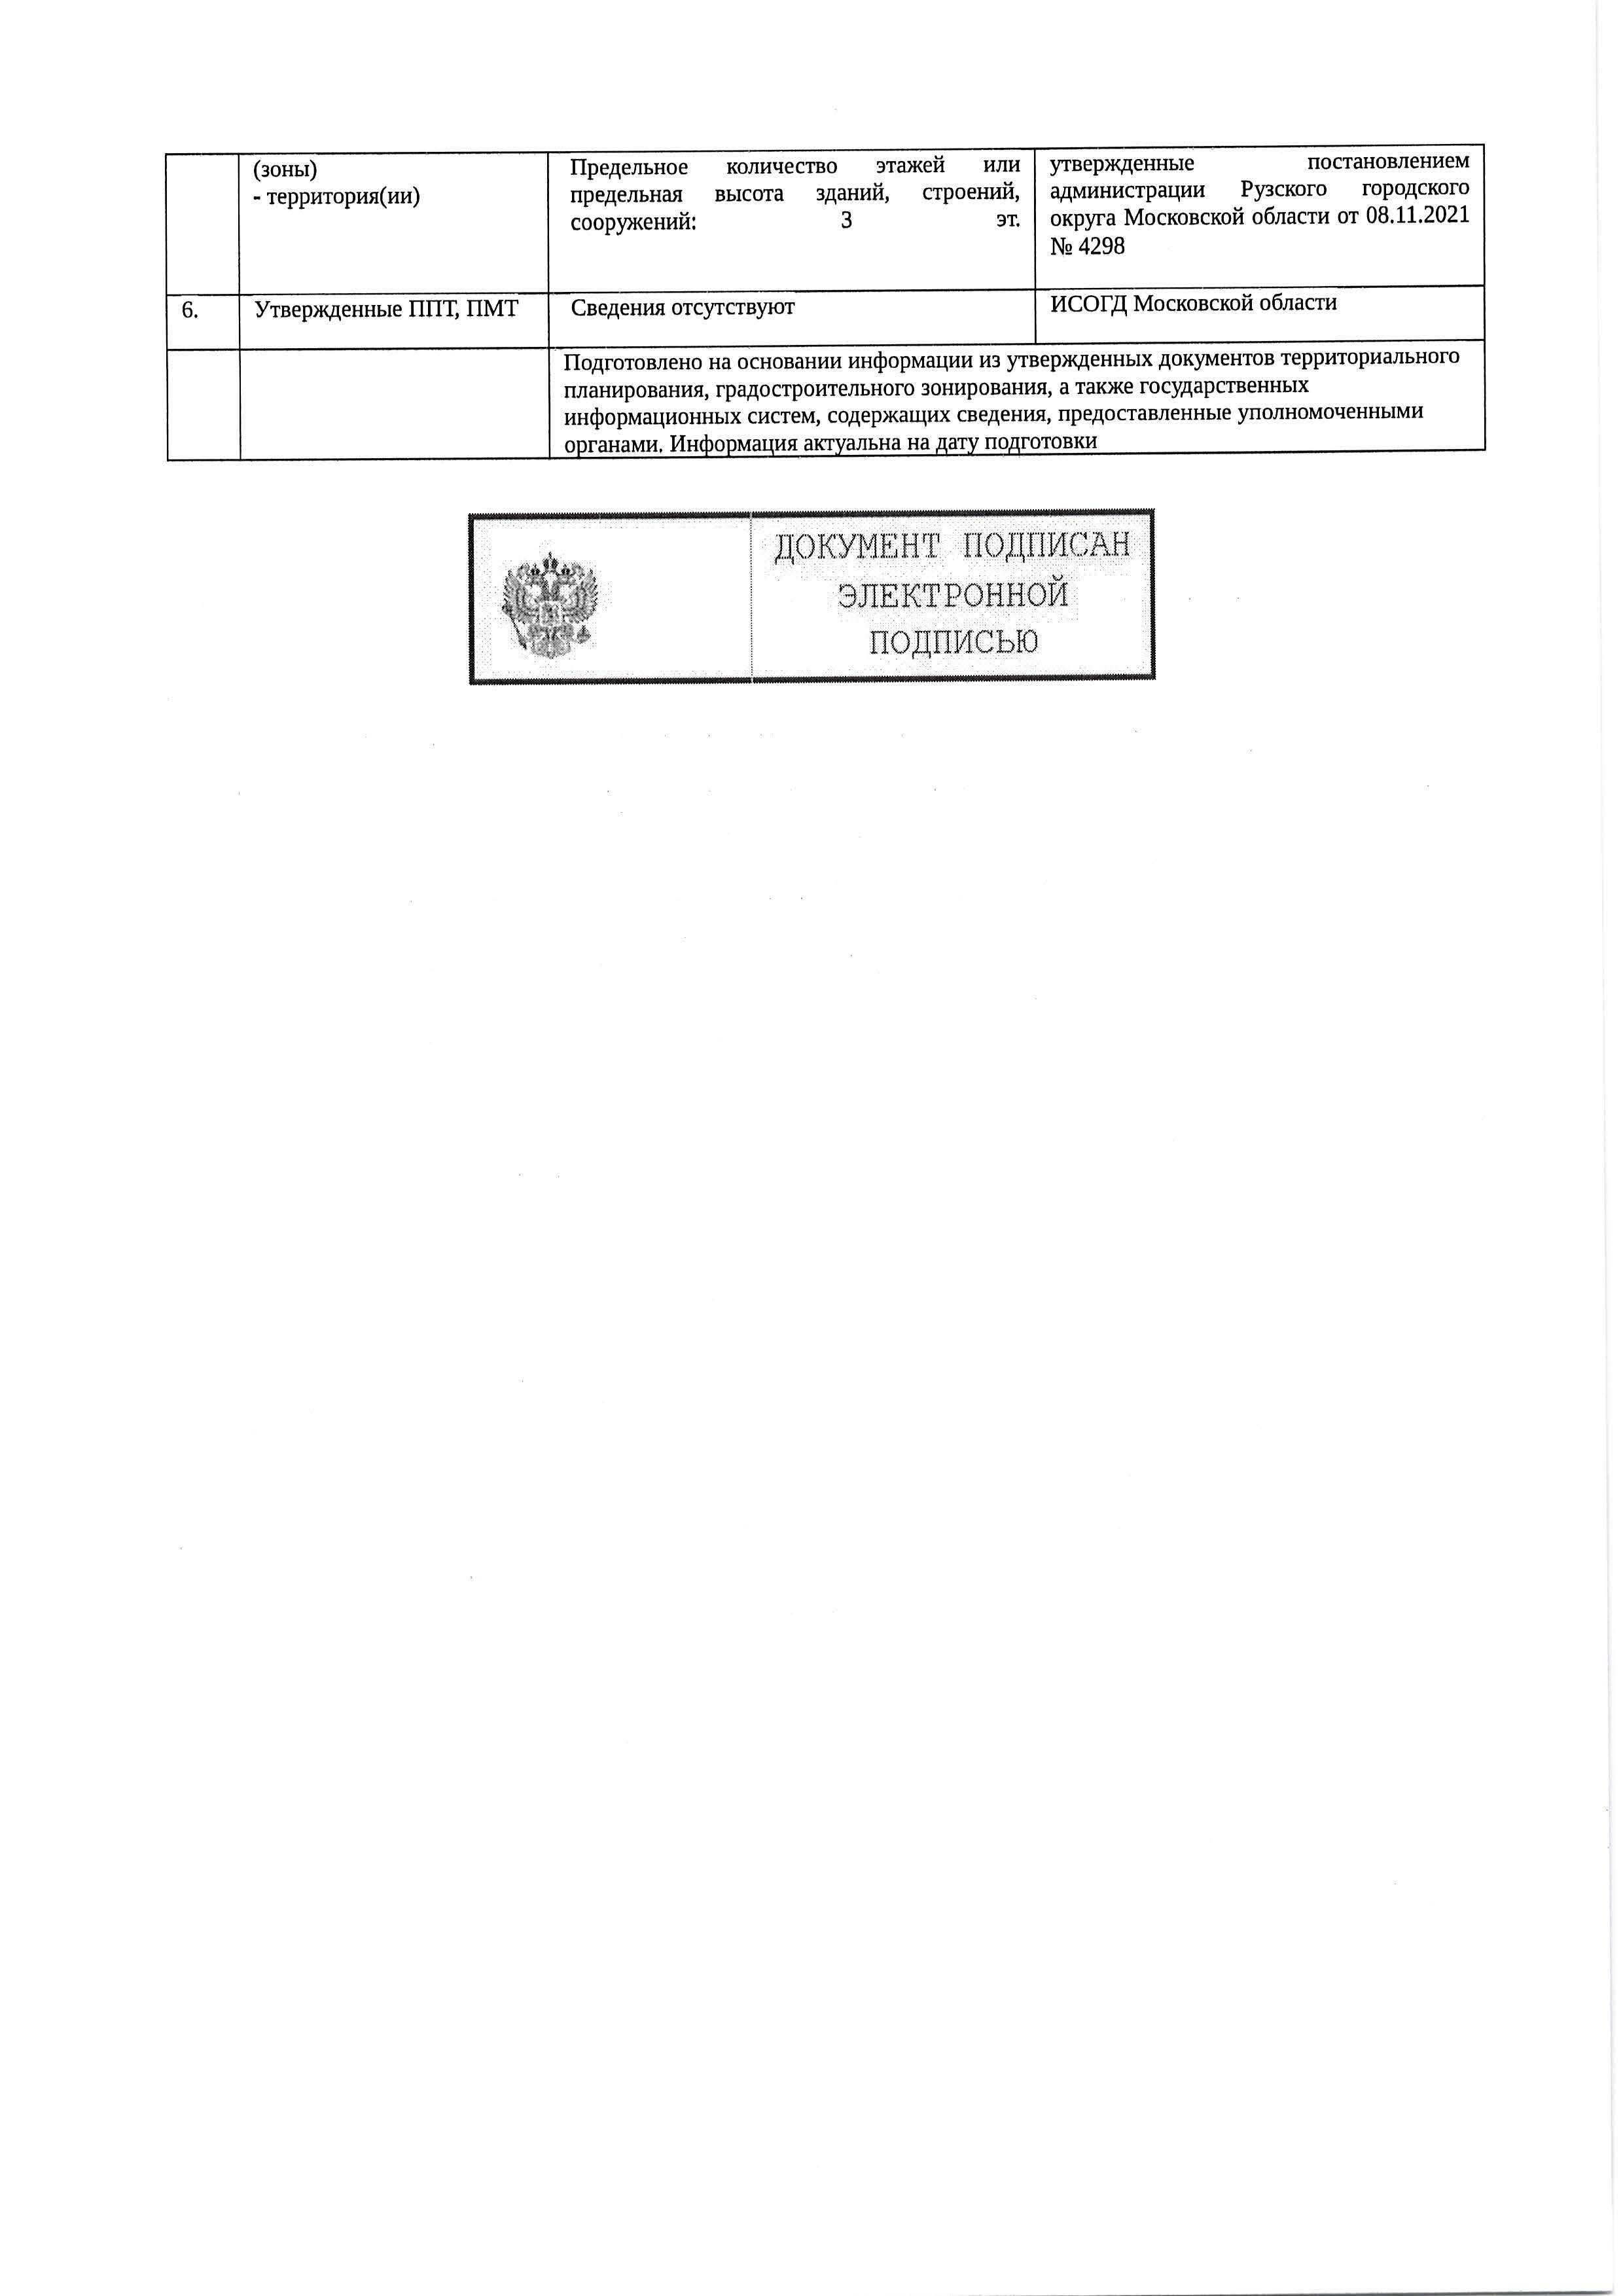 (зоны)
- территория(ии)
Предельное количество этажей или
предельная высота зданий, строений,
сооружений: 3 эт.
утвержденные постановлением
администрации Рузского городского
округа Московской области от 08.11.2021
№ 4298
6.
Утвержденные ППТ, ПМТ
Сведения отсутствуют
ИСОГД Московской области
Подготовлено на основании информации из утвержденных документов территориального
планирования, градостроительного зонирования, а также государственных
информационных систем, содержащих сведения, предоставленные уполномоченными
органами. Информация актуальна на дату подготовки
ДОКУМЕНТ ПОДПИСАН
ЭЛЕКТРОННОЙ
ПОДПИСЬЮ